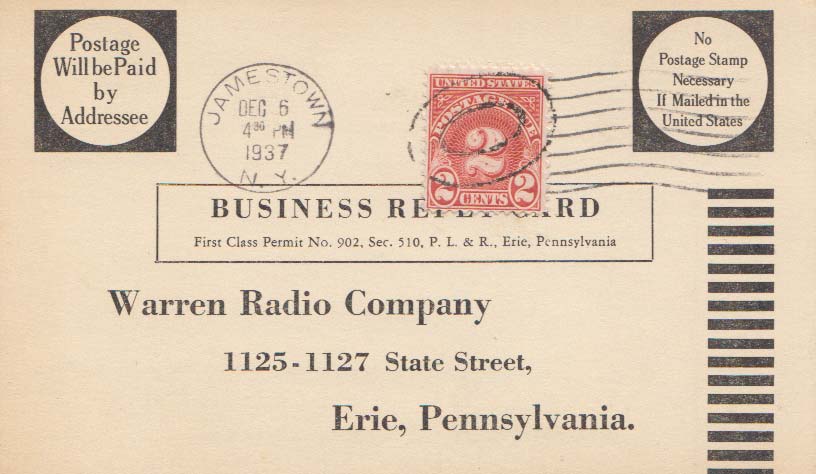 Postage
Will be Paid
by
Addressee
No
Postage Stamp
Necessary
If Mailed in the
United States
JAMESTOWN
DEC 6
4 30 PM
1937
N. Y.
UNITED STATES
POSTAGE DUE
2
2 CENTS 2
BUSINESS REPLY CARD
First Class Permit No. 902, Sec. 510, P. L. & R., Erie, Pennsylvania
Warren Radio Company
1125-1127 State Street,
Erie, Pennsylvania.